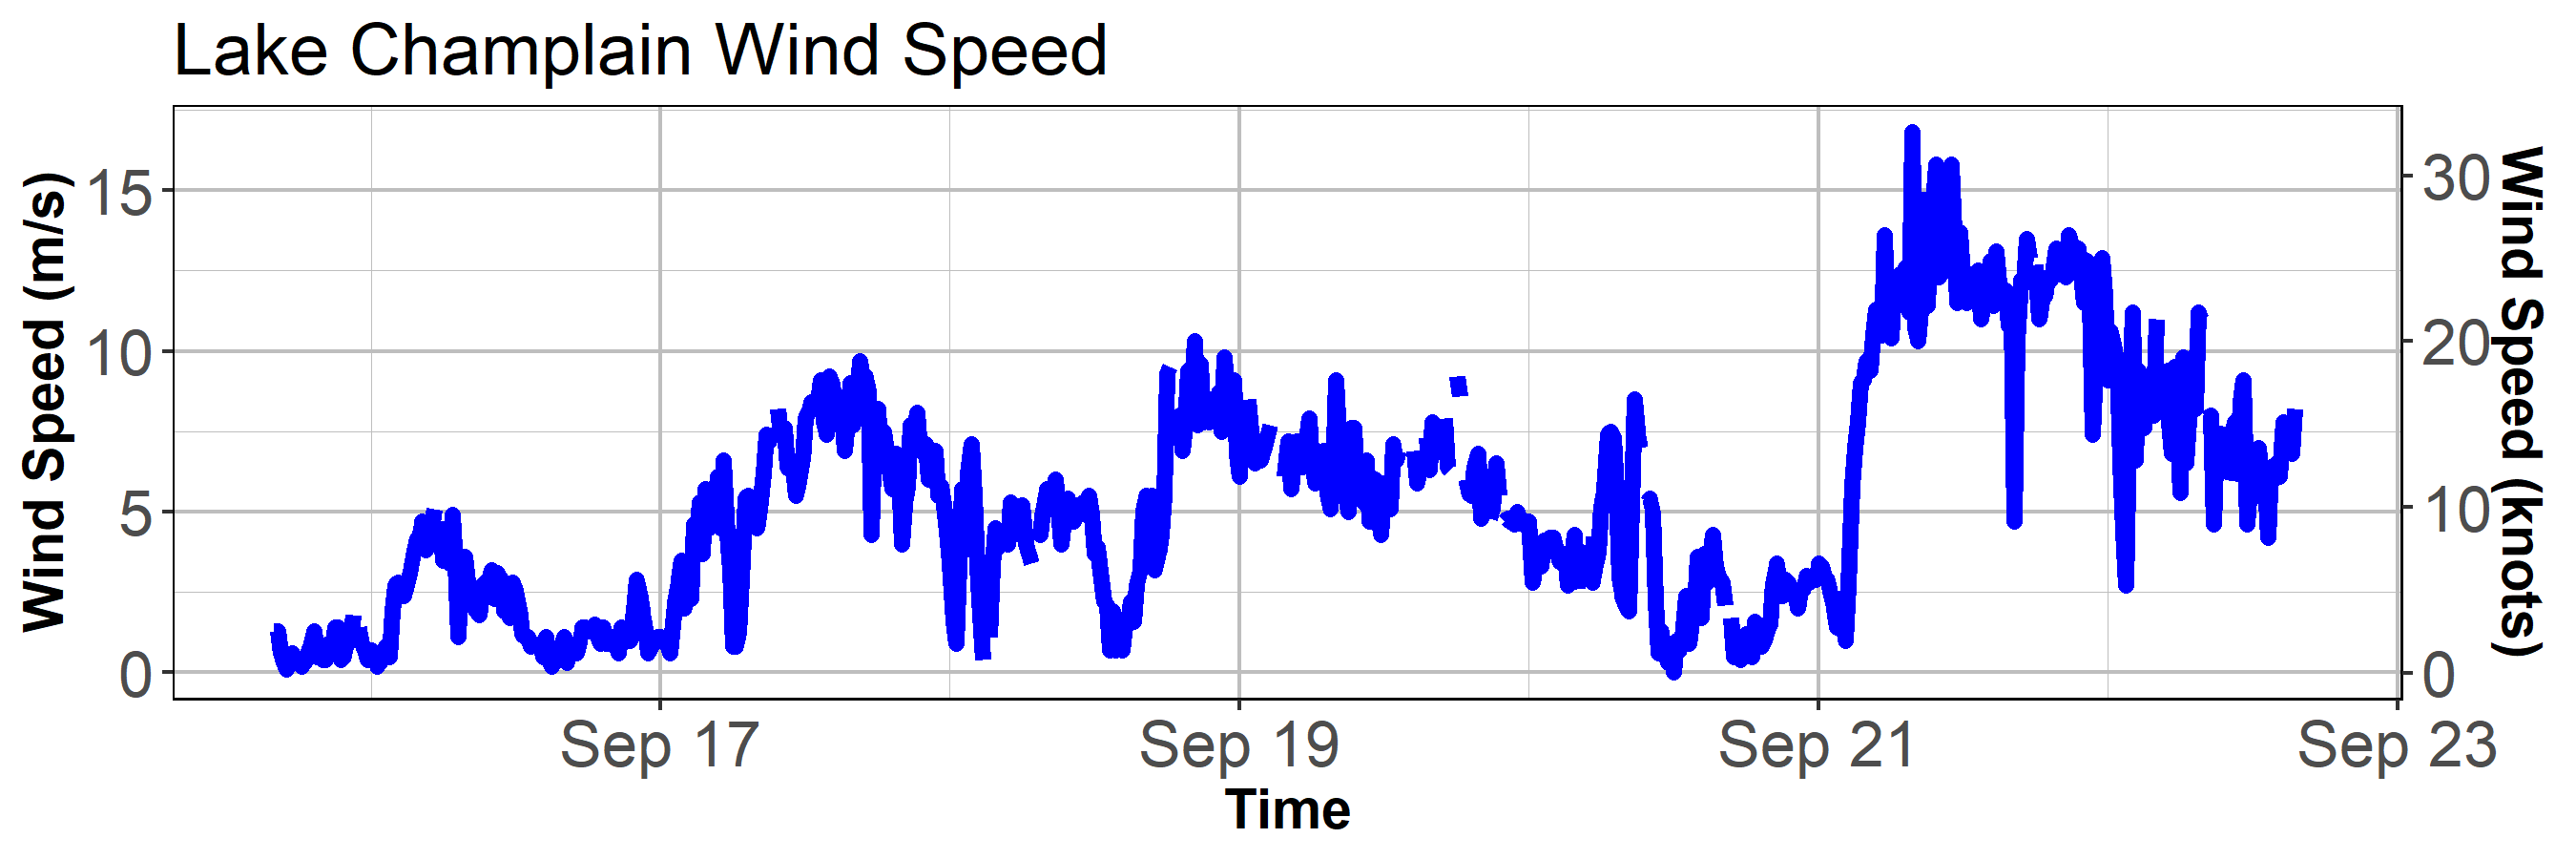 Lake Champlain Wind Speed
Wind Speed (m/s)
15
10
5
0
30
20
10
0
Wind Speed (knots)
Sep 17
Sep 19
Sep 21
Sep 23
Time